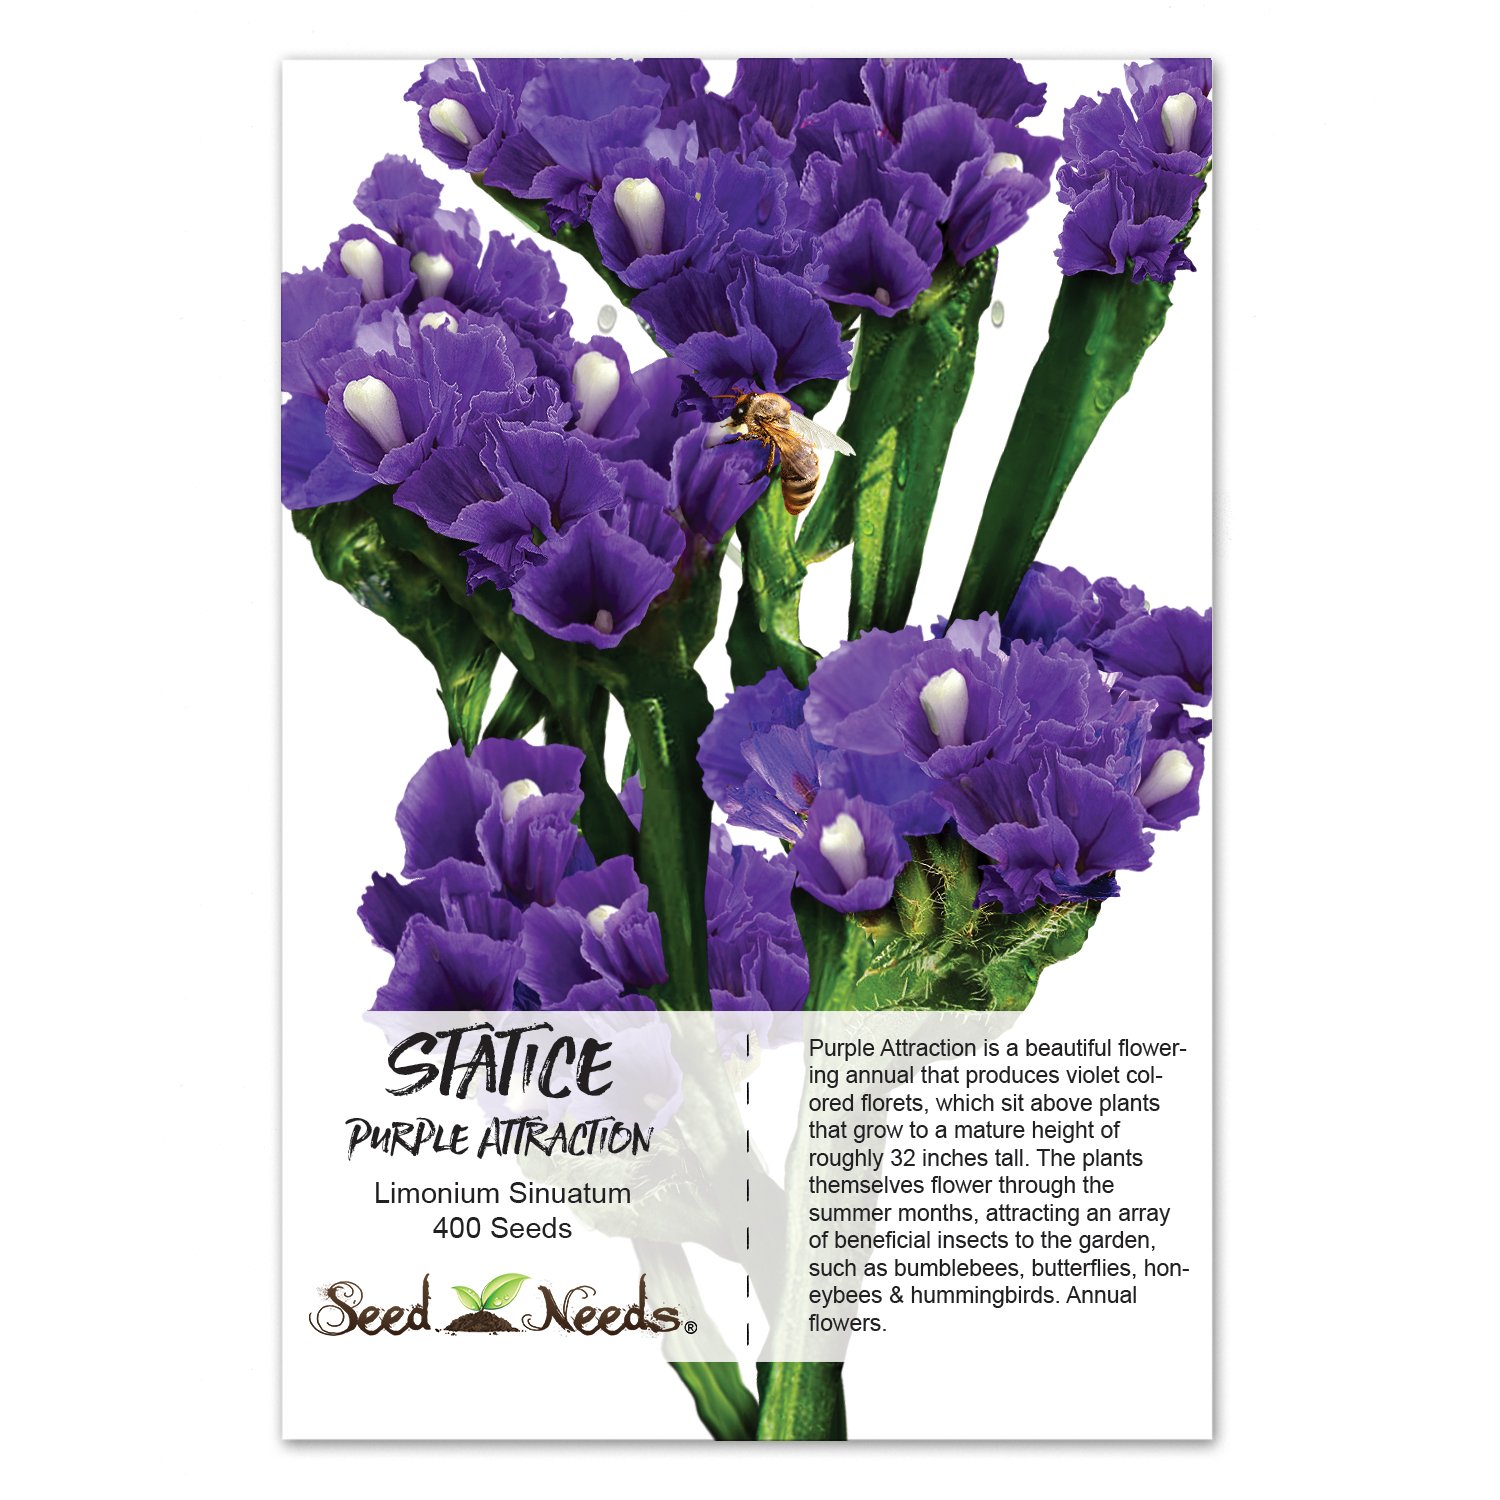 STATICE
PURPLE ATTRACTION
Limonium Sinuatum
400 Seeds
Seed Needs®
Purple Attraction is a beautiful flower-
ing annual that produces violet col-
ored florets, which sit above plants
that grow to a mature height of
roughly 32 inches tall. The plants
themselves flower through the
summer months, attracting an array
of beneficial insects to the garden,
such as bumblebees, butterflies, hon-
eybees & hummingbirds. Annual
flowers.